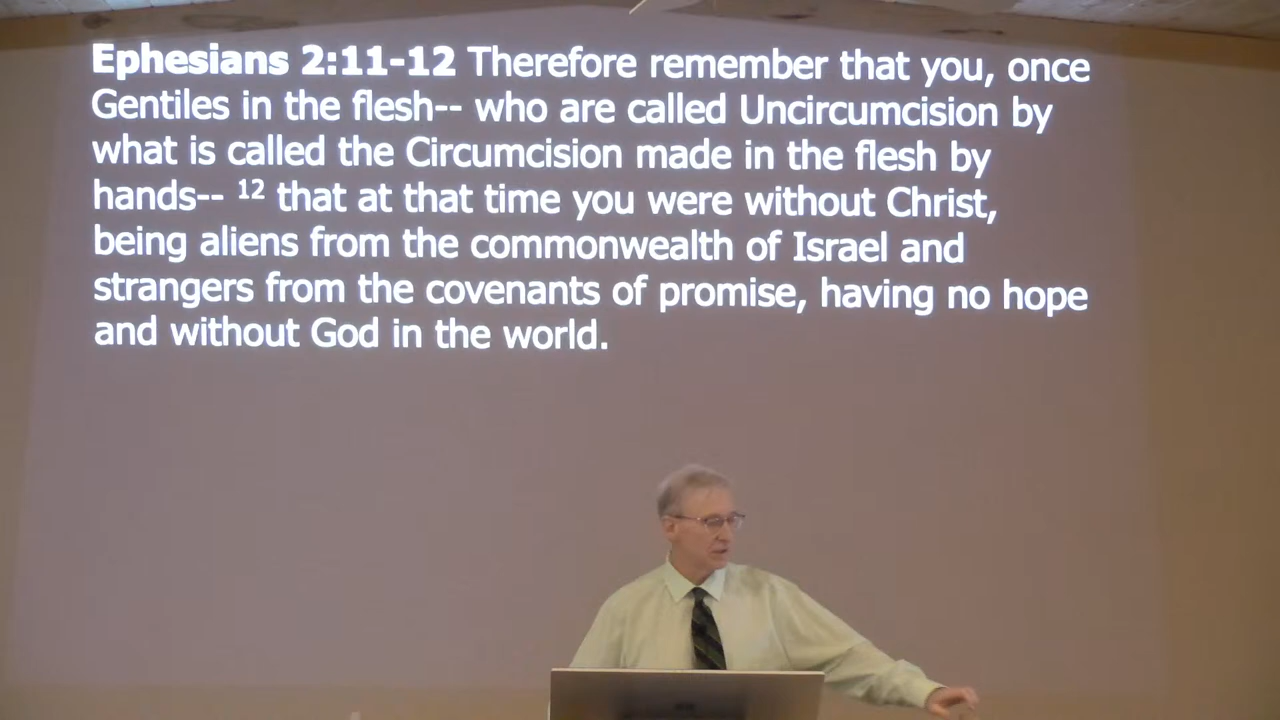 Ephesians 2:11-12 Therefore remember that you, once
Gentiles in the flesh-- who are called Uncircumcision by
what is called the Circumcision made in the flesh by
hands-- 12 that at that time you were without Christ,
being aliens from the commonwealth of Israel and
strangers from the covenants of promise, having no hope
and without God in the world.